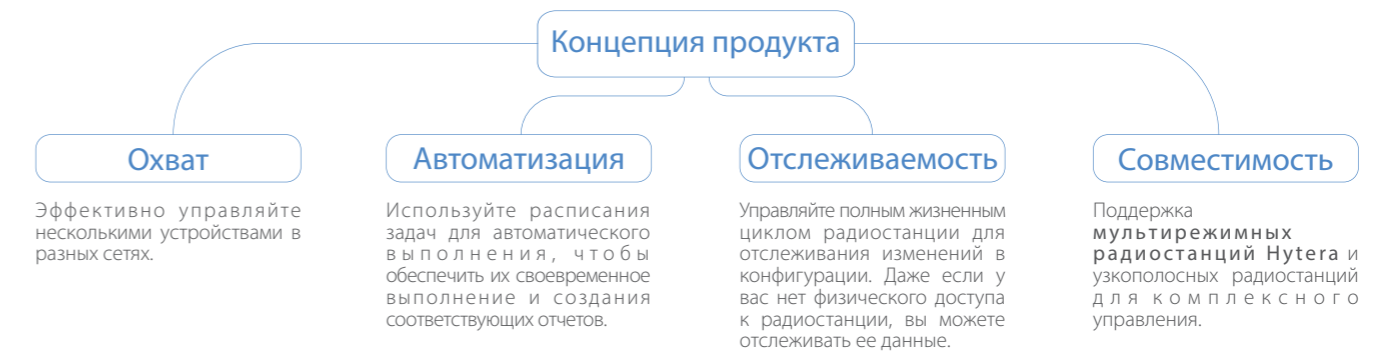 Концепция продукта
Охват
Эффективно управляйте
несколькими устройствами в
разных сетях.
Автоматизация
Используйте расписания
задач для автоматического
выполнения, чтобы
обеспечить их своевременное
выполнение и создания
соответствующих отчетов.
Отслеживаемость
Управляйте полным жизненным
циклом радиостанции для
отслеживания изменений в
конфигурации. Даже если у
вас нет физического доступа
к радиостанции, вы можете
отслеживать ее данные.
Совместимость
Поддержка
мультирежимных
радиостанций Hytera и
узкополосных радиостанций
для комплексного
управления.